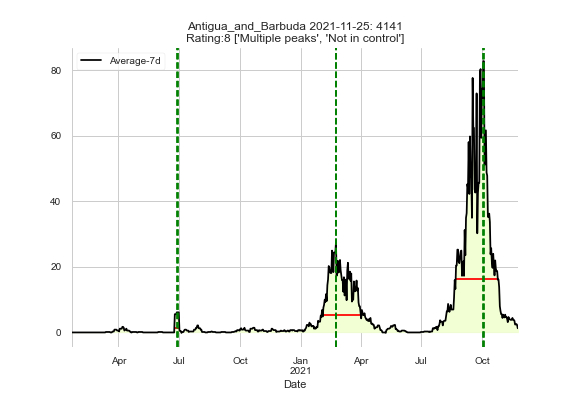 Antigua_and_Barbuda 2021-11-25: 4141
Rating:8 ['Multiple peaks', 'Not in control']
Average-7d
80
60
40
20
0
Apr Jul Oct Jan Apr Jul Oct
2021
Date